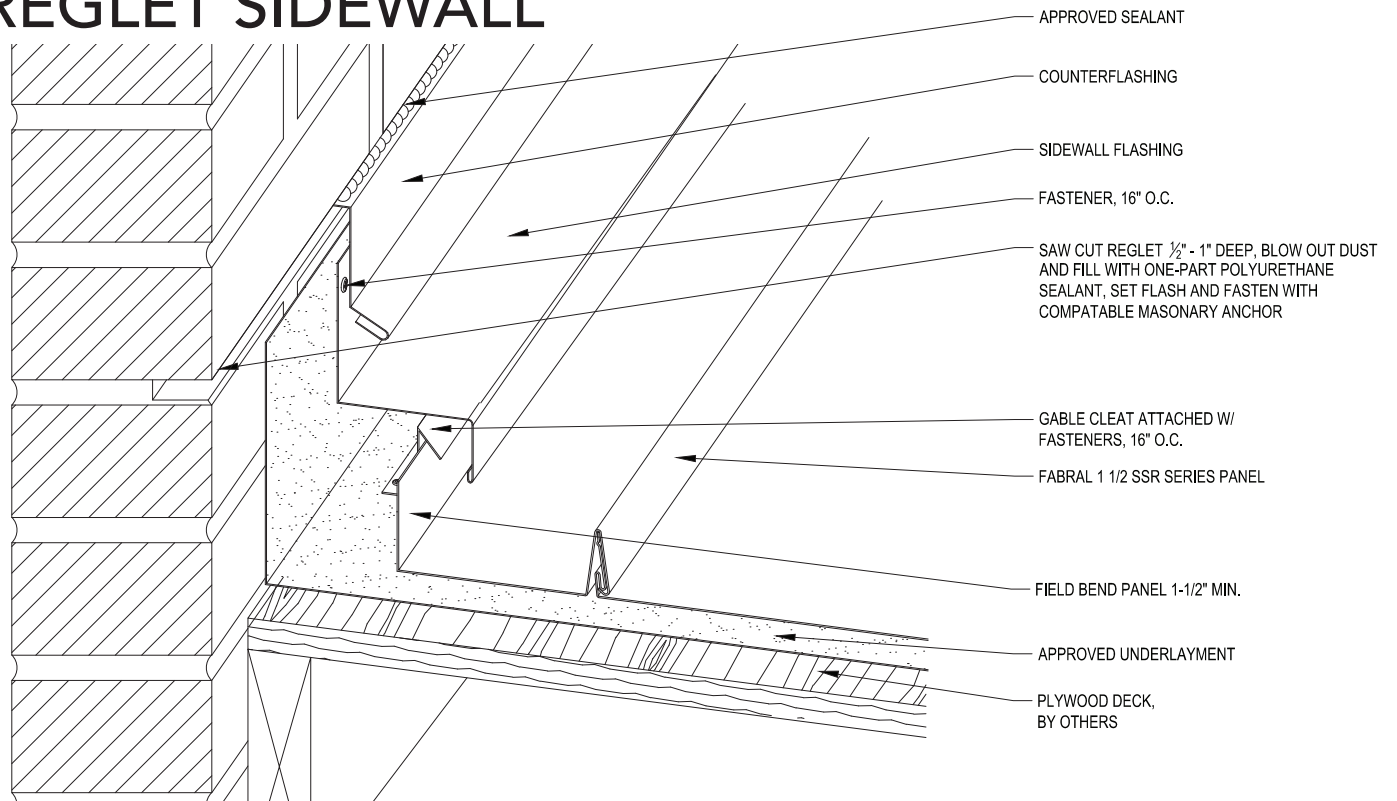 REGLET SIDEWALL
APPROVED SEALANT
COUNTERFLASHING
SIDEWALL FLASHING
FASTENER, 16" O.C.
SAW CUT REGLET ½" - 1" DEEP, BLOW OUT DUST
AND FILL WITH ONE-PART POLYURETHANE
SEALANT, SET FLASH AND FASTEN WITH
COMPATABLE MASONARY ANCHOR
GABLE CLEAT ATTACHED W/
FASTENERS, 16" O.C.
FABRAL 1 1/2 SSR SERIES PANEL
FIELD BEND PANEL 1-1/2" MIN.
APPROVED UNDERLAYMENT
PLYWOOD DECK,
BY OTHERS